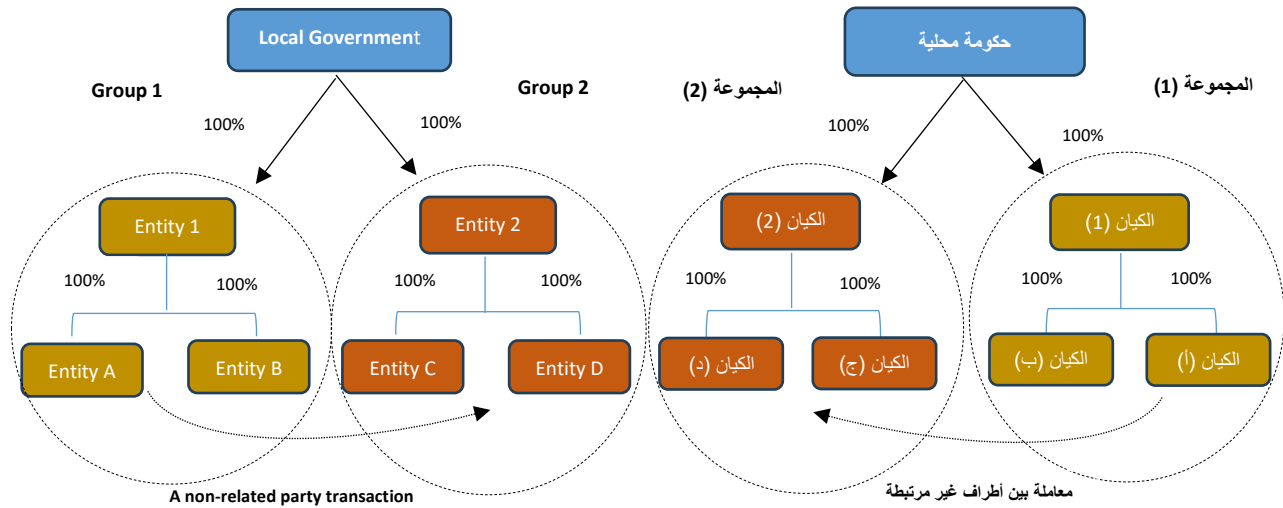 Local Government
Group 1
Group 2
100%
100%
Entity 1
Entity 2
100%
100%
100%
100%
Entity A
Entity B
Entity C
Entity D
A non-related party transaction
حكومة محلية
المجموعة (1)
المجموعة (2)
100%
100%
الكيان (1)
الكيان (2)
100%
100%
100%
100%
الكيان (أ)
الكيان (ب)
الكيان (ج)
الكيان (د)
معاملة بين أطراف غير مرتبطة